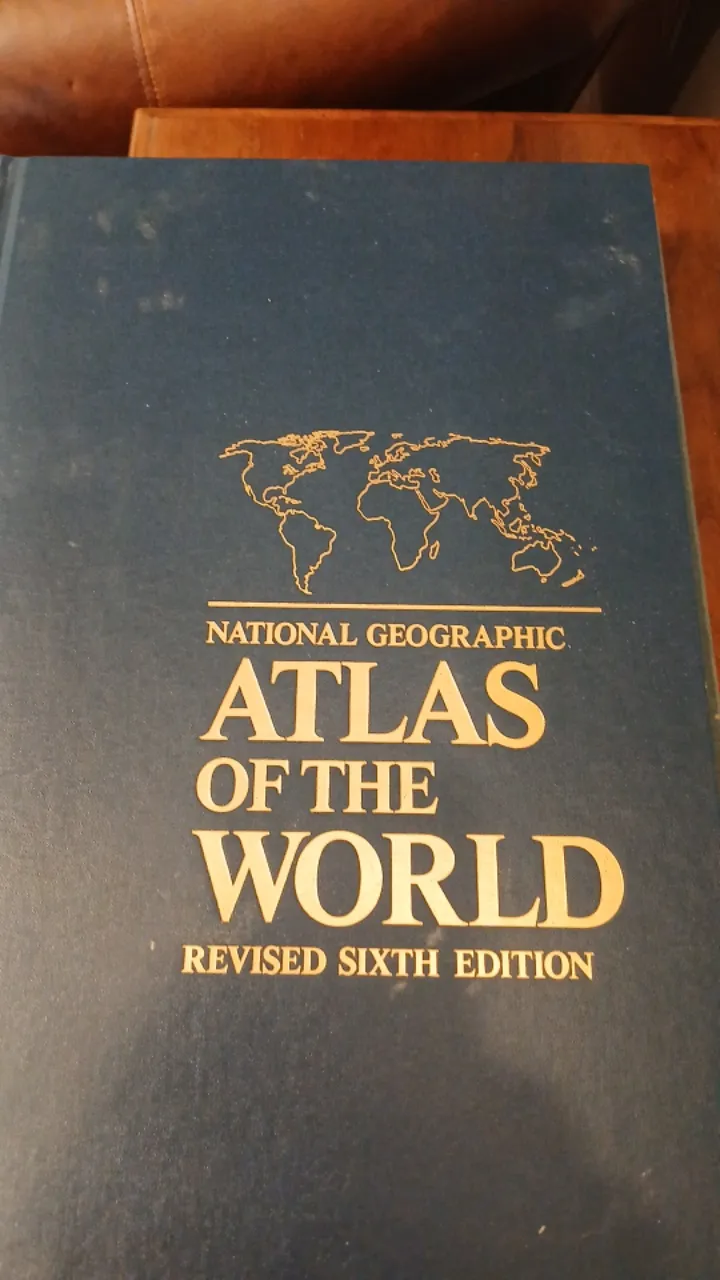 NATIONAL GEOGRAPHIC
ATLAS
OF THE
WORLD
REVISED SIXTH EDITION